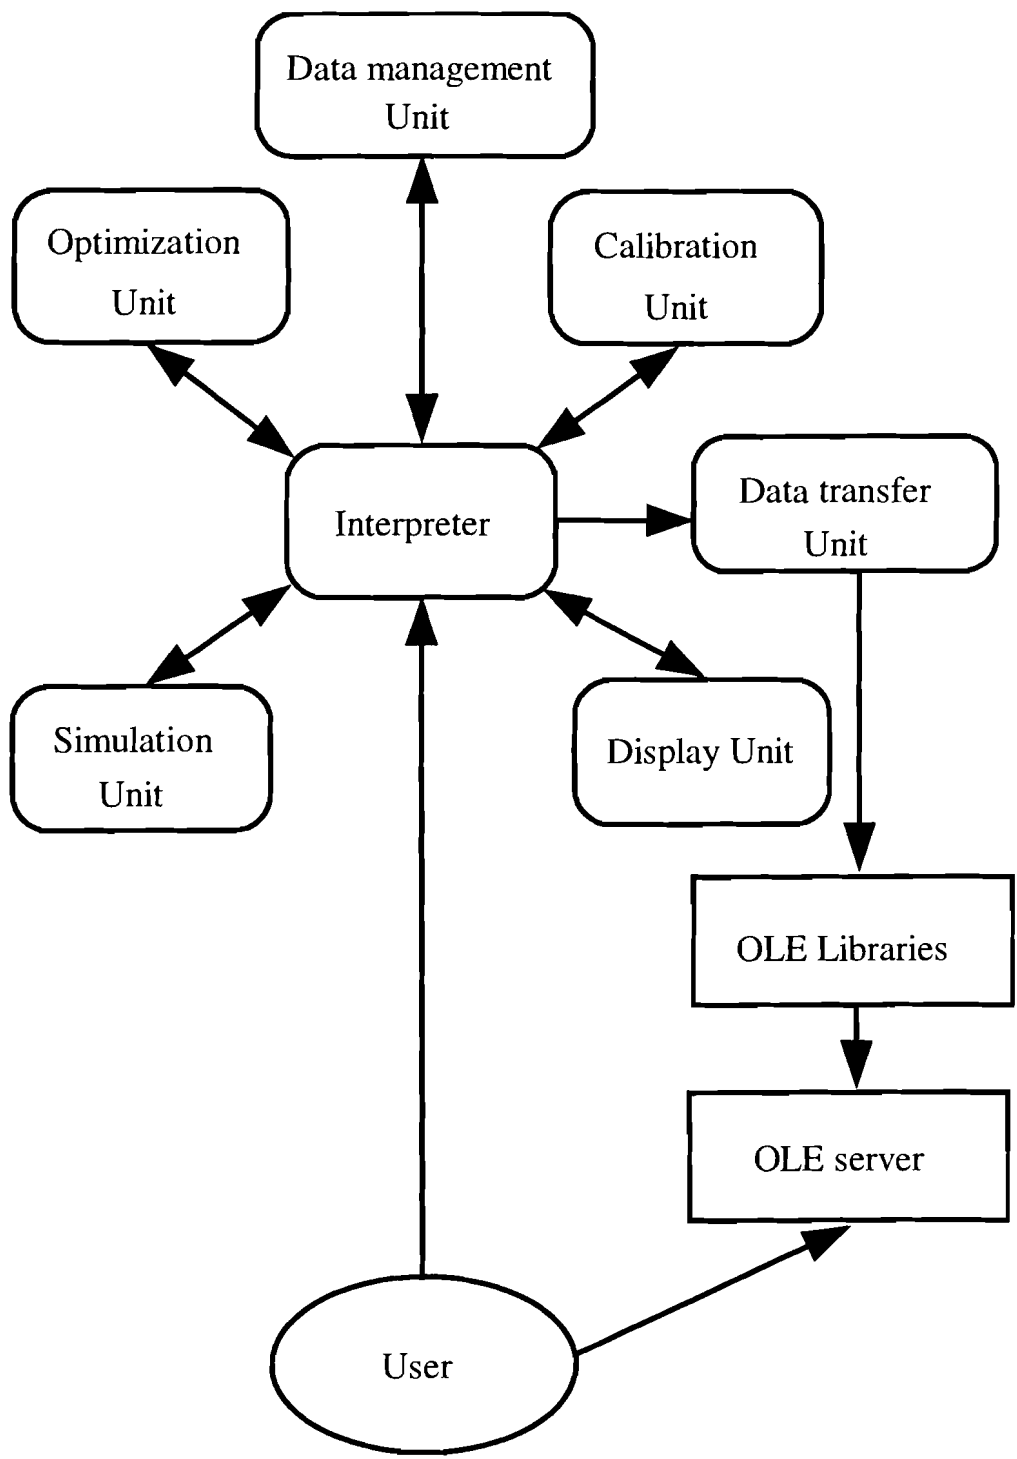 Data management
Unit
Optimization
Unit
Calibration
Unit
Interpreter
Data transfer
Unit
Simulation
Unit
Display Unit
OLE Libraries
OLE server
User